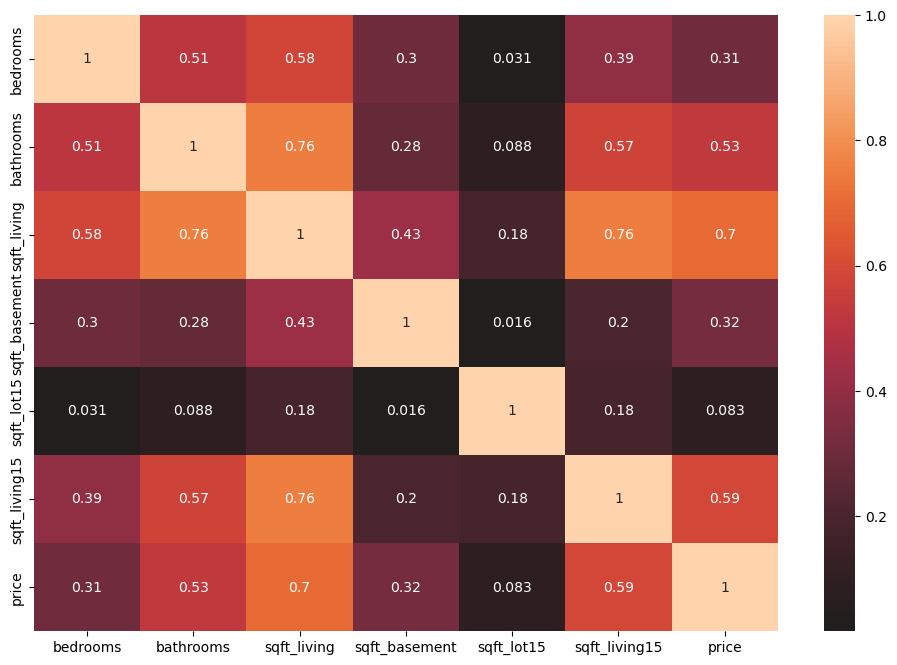 bedrooms 1 0.51 0.58 0.3 0.031 0.39 0.31
bathrooms 0.51 1 0.76 0.28 0.088 0.57 0.53
sqft_living 0.58 0.76 1 0.43 0.18 0.76 0.7
sqft_basement 0.3 0.28 0.43 1 0.016 0.2 0.32
sqft_lot15 0.031 0.088 0.18 0.016 1 0.18 0.083
sqft_living15 0.39 0.57 0.76 0.2 0.18 1 0.59
price 0.31 0.53 0.7 0.32 0.083 0.59 1
bedrooms bathrooms sqft_living sqft_basement sqft_lot15 sqft_living15 price
1.0
0.8
0.6
0.4
0.2